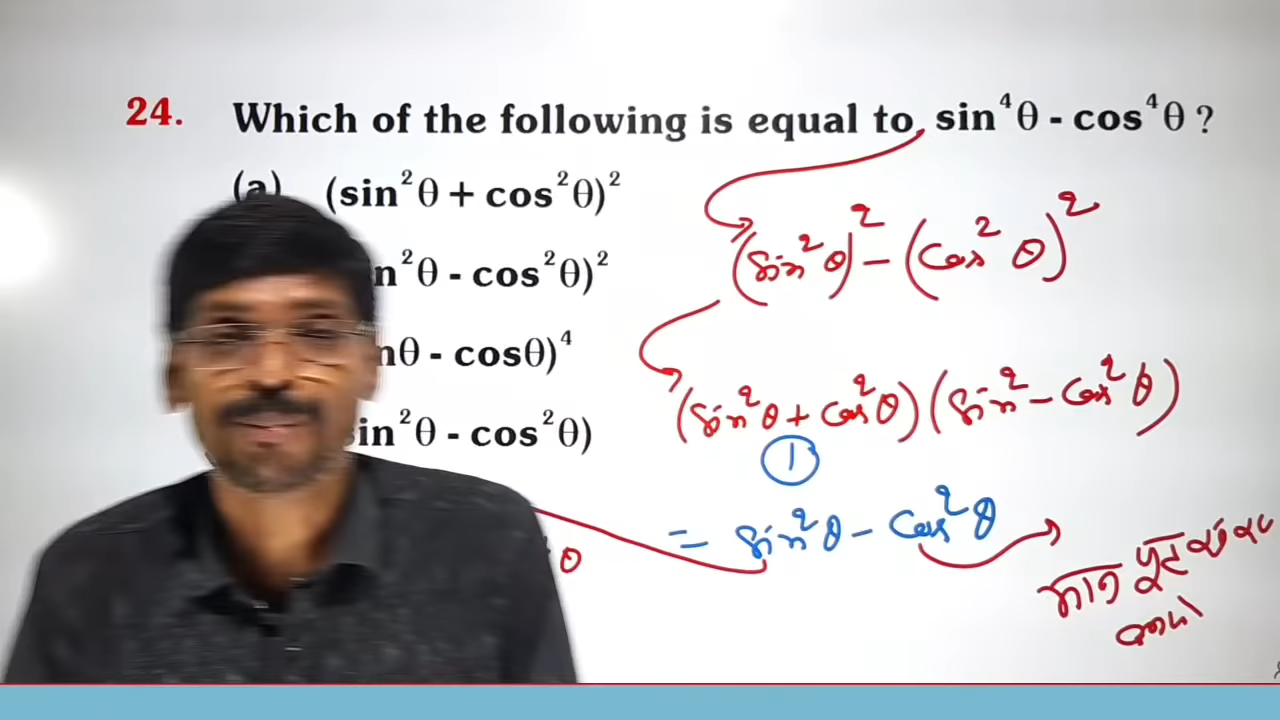 24. Which of the following is equal to sin⁴θ - cos⁴θ ?
(a) (sin²θ + cos²θ)²
n²θ - cos²θ)²
nθ - cosθ)⁴
in²θ - cos²θ)
(sin²θ)² - (cos²θ)²
(sin²θ + cos²θ)(sin² - cos²θ)
1
= sin²θ - cos²θ
θ
मान